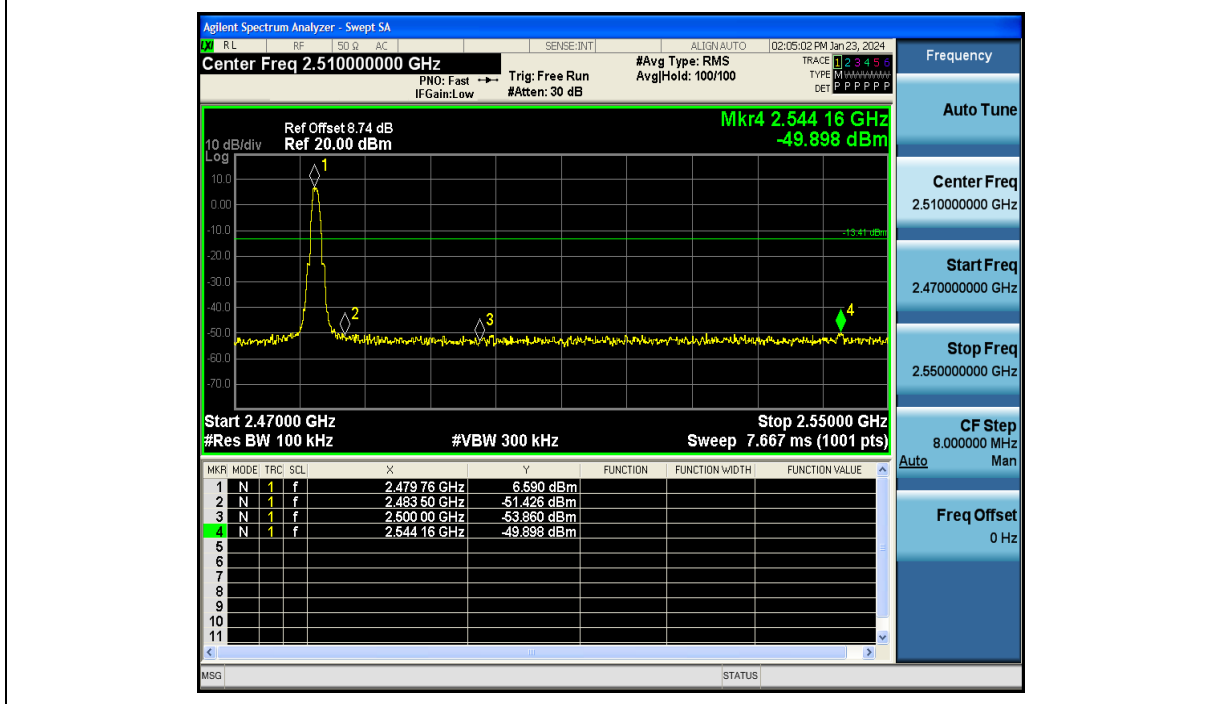 Agilent Spectrum Analyzer - Swept SA
LXI RL RF 50 Ω AC SENSE:INT ALIGN AUTO 02:05:02 PM Jan 23, 2024
Center Freq 2.510000000 GHz
PNO: Fast
IFGain:Low
Trig: Free Run
#Atten: 30 dB
#Avg Type: RMS
Avg|Hold: 100/100
TRACE 1 2 3 4 5 6
TYPE M W W W W W
DET P P P P P P
Mkr4 2.544 16 GHz
-49.898 dBm
Ref Offset 8.74 dB
10 dB/div Ref 20.00 dBm
Log
10.0
0.00
-10.0
-20.0
-30.0
-40.0
-50.0
-60.0
-70.0
1
2
3
4
-13.41 dBm
Start 2.47000 GHz Stop 2.55000 GHz
#Res BW 100 kHz #VBW 300 kHz Sweep 7.667 ms (1001 pts)
MKR MODE TRC SCL X Y FUNCTION FUNCTION WIDTH FUNCTION VALUE
1 N 1 f 2.479 76 GHz 6.590 dBm
2 N 1 f 2.483 50 GHz -51.426 dBm
3 N 1 f 2.500 00 GHz -53.860 dBm
4 N 1 f 2.544 16 GHz -49.898 dBm
5
6
7
8
9
10
11
MSG STATUS
Frequency
Auto Tune
Center Freq
2.510000000 GHz
Start Freq
2.470000000 GHz
Stop Freq
2.550000000 GHz
CF Step
8.000000 MHz
Auto Man
Freq Offset
0 Hz